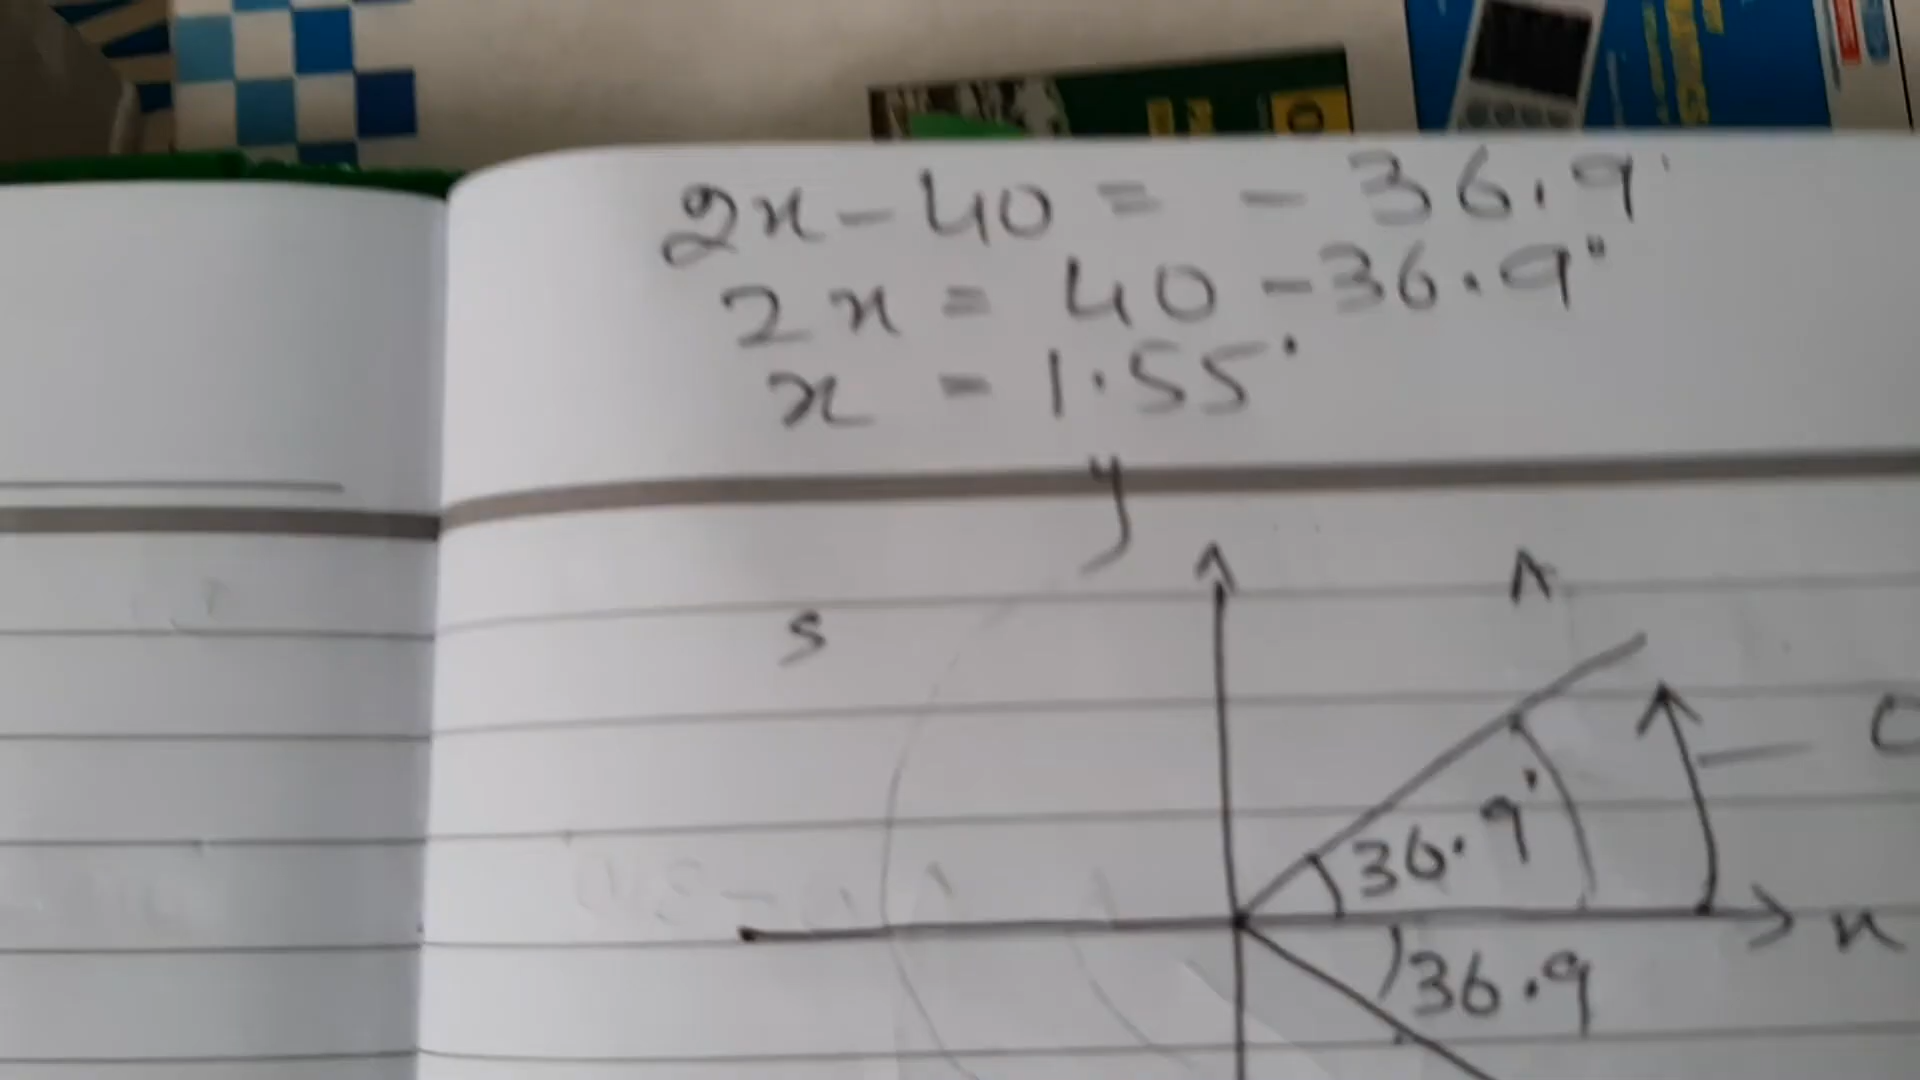 2x - 40 = - 36.9°
2x = 40 - 36.9°
x = 1.55°
y
S
A
36.9°
x
36.9